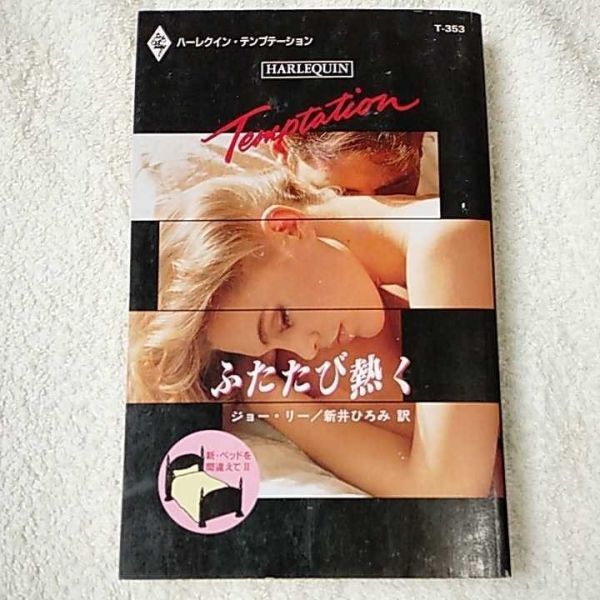 ハーレクイン・テンプテーション
T-353
HARLEQUIN
Temptation
ふたたび熱く
ジョー・リー／新井ひろみ 訳
新・ベッドを
間違えて II